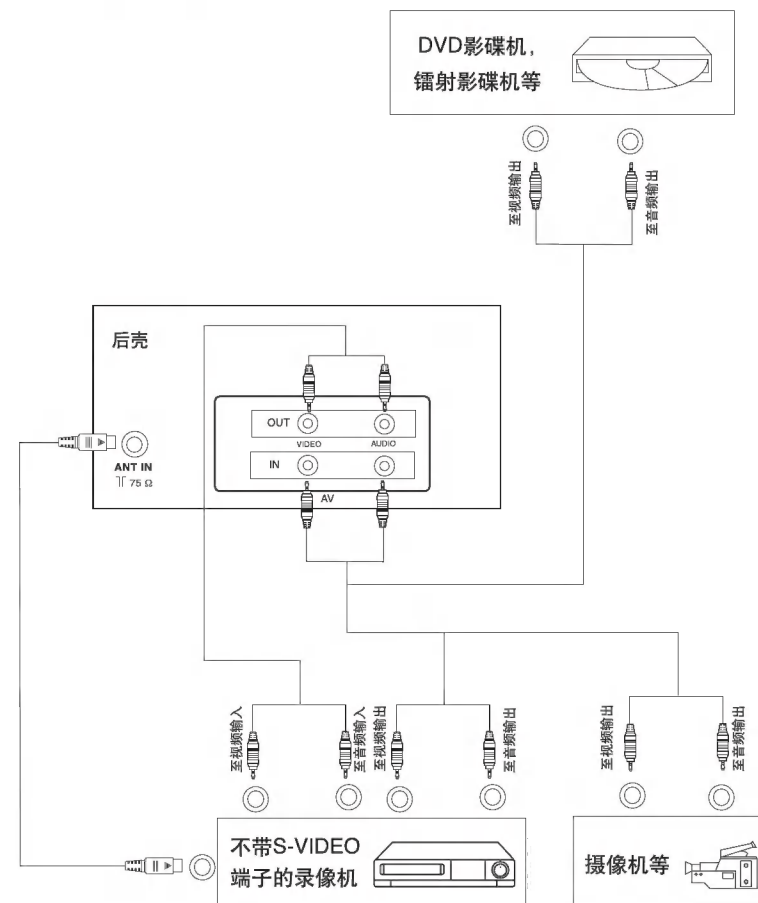 DVD影碟机,
镭射影碟机等
至视频输出
至音频输出
后壳
OUT
VIDEO
AUDIO
IN
AV
ANT IN
75 Ω
至视频输入
至音频输入
至视频输出
至音频输出
至视频输出
至音频输出
不带S-VIDEO
端子的录像机
摄像机等